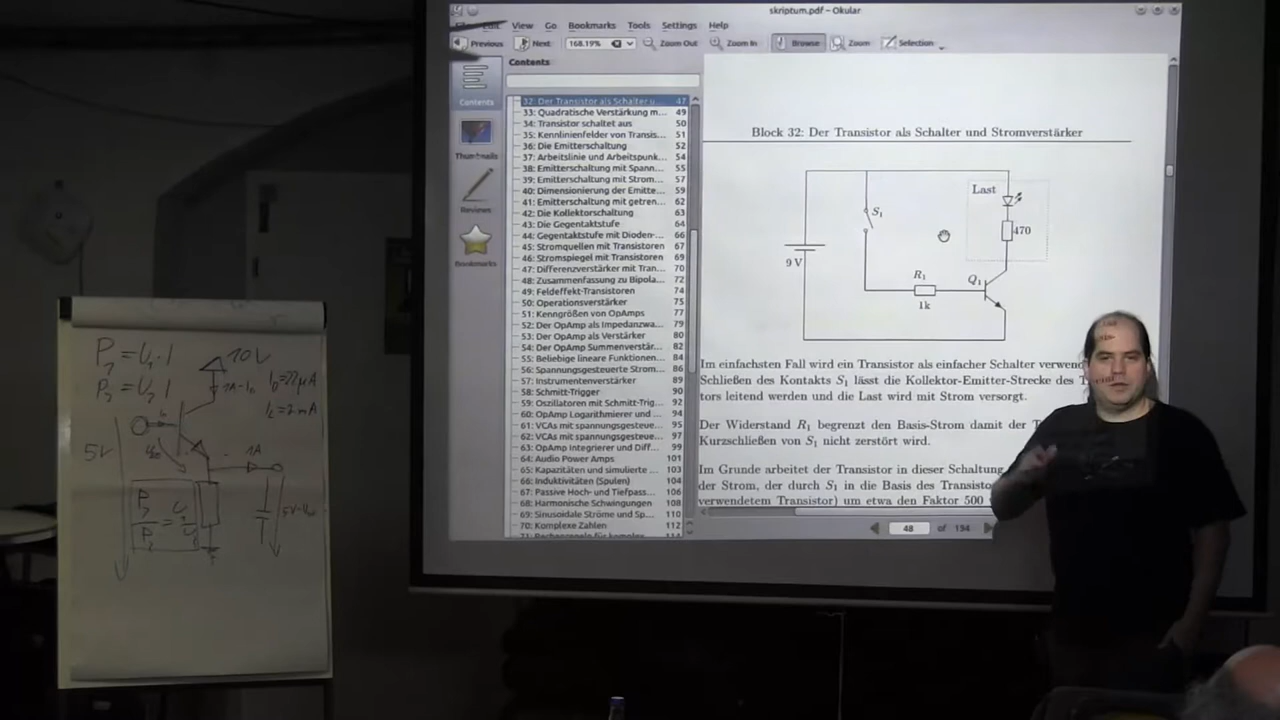 skriptum.pdf - Okular
File Edit View Go Bookmarks Tools Settings Help
Previous Next 168.19% Zoom Out Zoom In Browse Zoom Selection
Contents
Contents
Thumbnails
Reviews
Bookmarks
32: Der Transistor als Schalter u... 47
33: Quadratische Verstärkung m... 49
34: Transistor schaltet aus 50
35: Kennlinienfelder von Transis... 51
36: Die Emitterschaltung 52
37: Arbeitslinie und Arbeitspunk... 54
38: Emitterschaltung mit Spann... 55
39: Emitterschaltung mit Strom... 57
40: Dimensionierung der Emitte... 59
41: Emitterschaltung mit getren... 62
42: Die Kollektorschaltung 63
43: Die Gegentaktstufe 64
44: Gegentaktstufe mit Dioden-... 66
45: Stromquellen mit Transistoren 67
46: Stromspiegel mit Transistoren 69
47: Differenzverstärker mit Tran... 70
48: Zusammenfassung zu Bipola... 72
49: Feldeffekt-Transistoren 74
50: Operationsverstärker 75
51: Kenngrößen von OpAmps 77
52: Der OpAmp als Impedanzwa... 79
53: Der OpAmp als Verstärker 80
54: Der OpAmp Summenverstär... 82
55: Beliebige lineare Funktionen... 84
56: Spannungsgesteuerte Strom... 86
57: Instrumentenverstärker 89
58: Schmitt-Trigger 90
59: Oszillatoren mit Schmitt-Trig... 92
60: OpAmp Logarithmierer und ... 94
61: VCAs mit spannungsgesteue... 95
62: VCAs mit spannungsgesteue... 97
63: OpAmp Integrierer und Diff... 99
64: Audio Power Amps 101
65: Kapazitäten und simulierte ... 103
66: Induktivitäten (Spulen) 104
67: Passive Hoch- und Tiefpass... 106
68: Harmonische Schwingungen 108
69: Sinusoidale Ströme und Sp... 110
70: Komplexe Zahlen 112
Block 32: Der Transistor als Schalter und Stromverstärker
Last
S1
470
9 V
R1
Q1
1k
Im einfachsten Fall wird ein Transistor als einfacher Schalter verwend
Schließen des Kontakts S1 lässt die Kollektor-Emitter-Strecke des T
tors leitend werden und die Last wird mit Strom versorgt.
Der Widerstand R1 begrenzt den Basis-Strom damit der T
Kurzschließen von S1 nicht zerstört wird.
Im Grunde arbeitet der Transistor in dieser Schaltung
der Strom, der durch S1 in die Basis des Transisto
verwendetem Transistor) um etwa den Faktor 500
48 of 194
10V
5V
1A